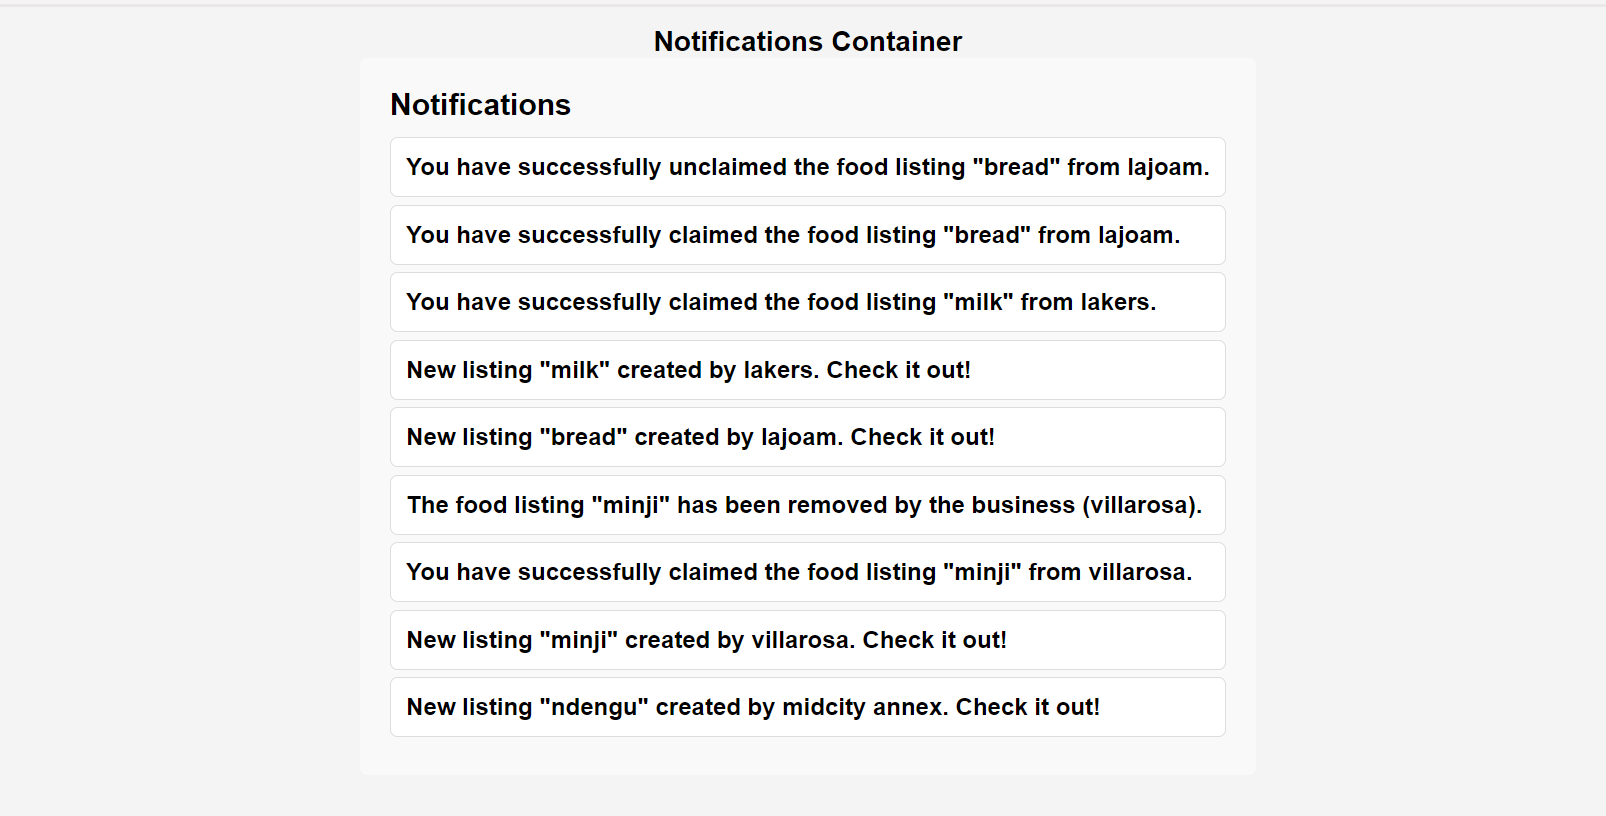 Notifications Container
Notifications
You have successfully unclaimed the food listing "bread" from lajoam.
You have successfully claimed the food listing "bread" from lajoam.
You have successfully claimed the food listing "milk" from lakers.
New listing "milk" created by lakers. Check it out!
New listing "bread" created by lajoam. Check it out!
The food listing "minji" has been removed by the business (villarosa).
You have successfully claimed the food listing "minji" from villarosa.
New listing "minji" created by villarosa. Check it out!
New listing "ndengu" created by midcity annex. Check it out!